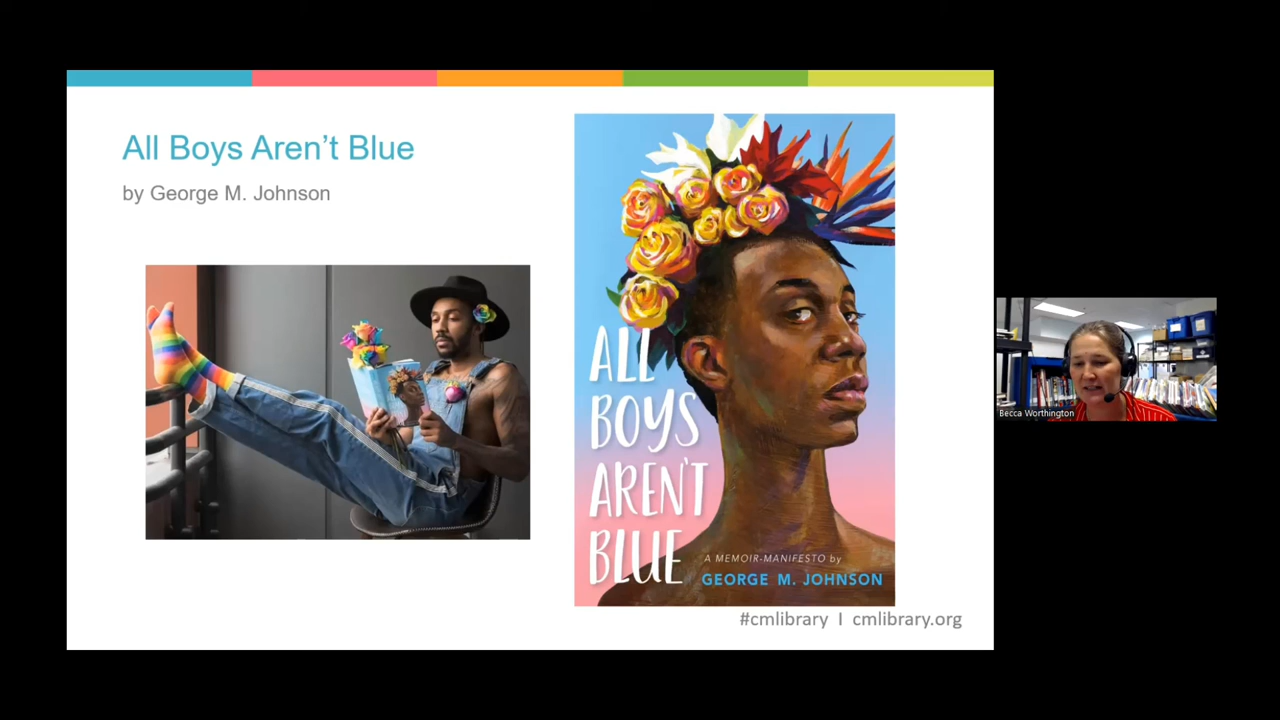 All Boys Aren't Blue
by George M. Johnson
ALL
BOYS
AREN'T
BLUE
A MEMOIR-MANIFESTO by
GEORGE M. JOHNSON
#cmlibrary I cmlibrary.org
Becca Worthington